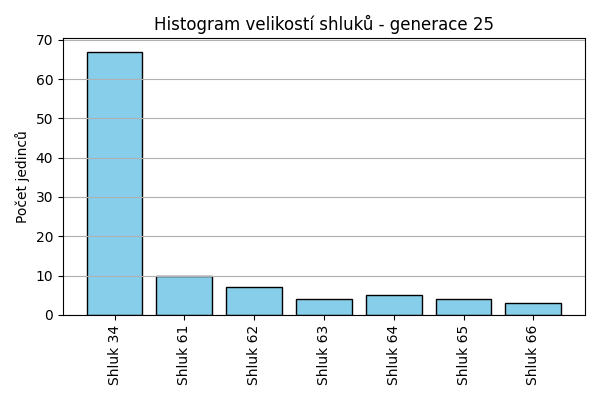 Histogram velikostí shluků - generace 25
Počet jedinců
70
60
50
40
30
20
10
0
Shluk 34
Shluk 61
Shluk 62
Shluk 63
Shluk 64
Shluk 65
Shluk 66